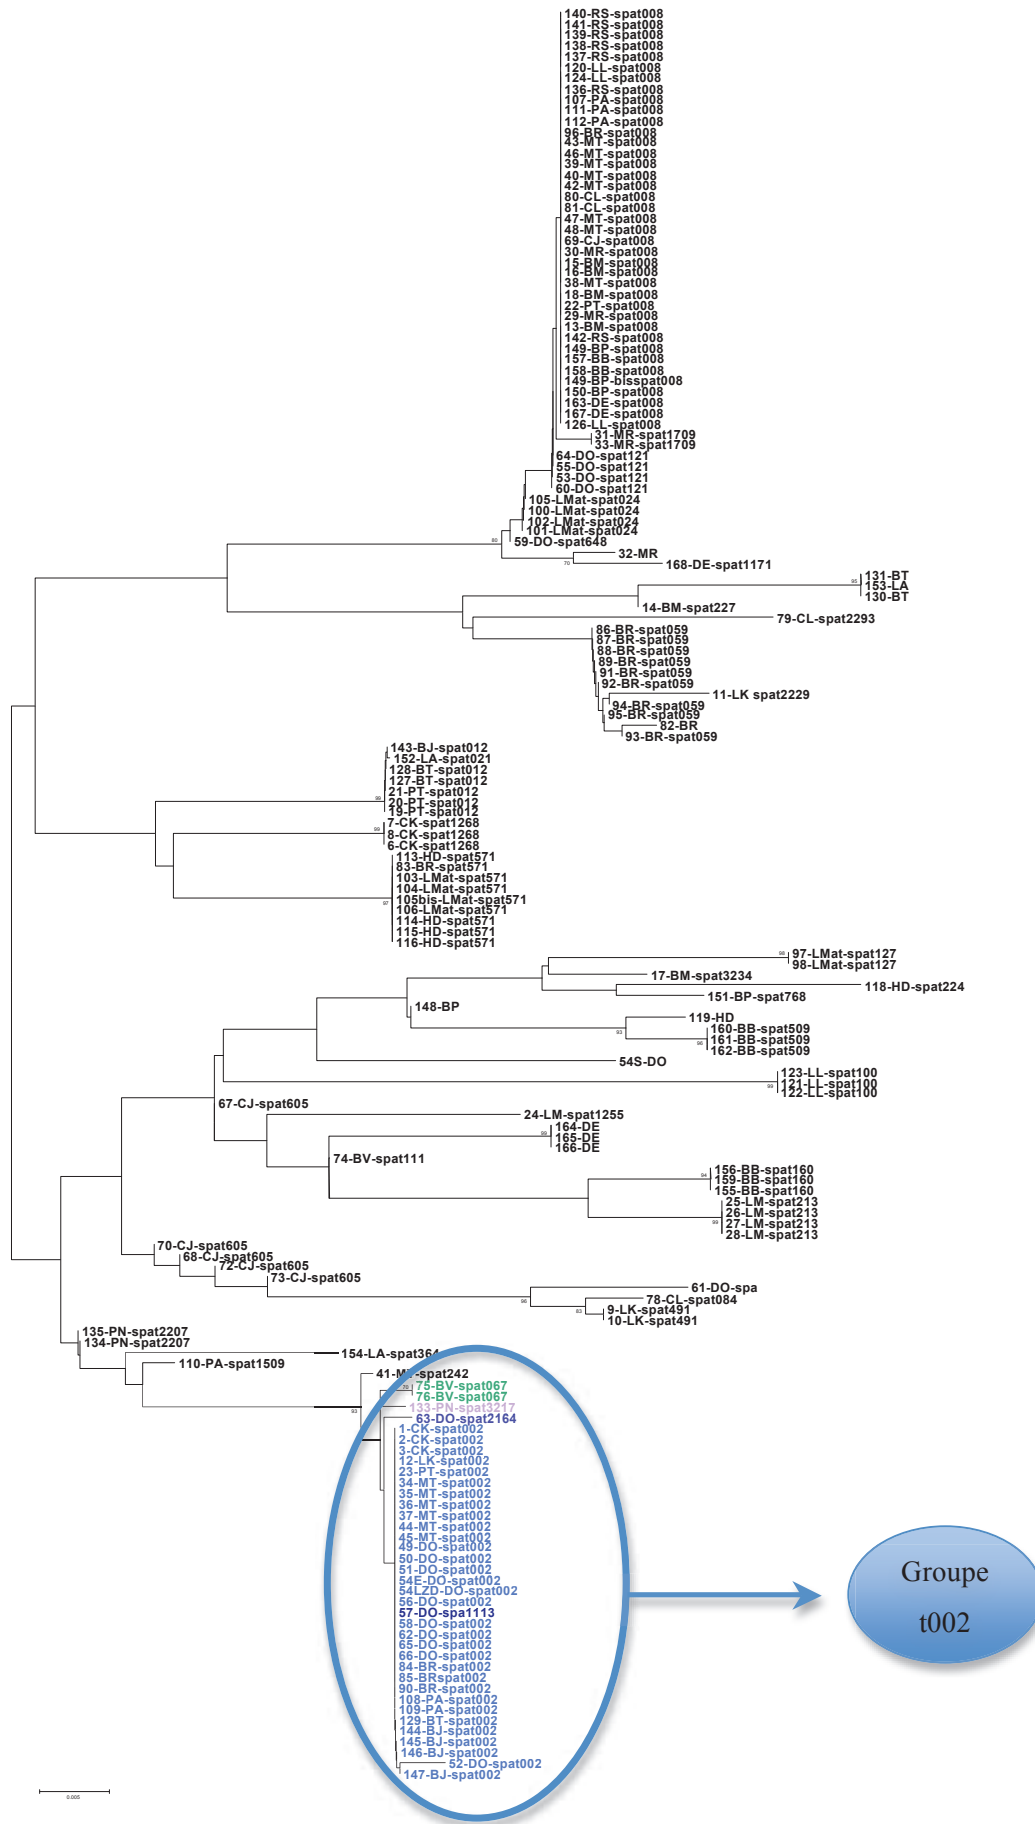 140-RS-spat008
141-RS-spat008
139-RS-spat008
138-RS-spat008
137-RS-spat008
120-LL-spat008
124-LL-spat008
136-RS-spat008
107-PA-spat008
111-PA-spat008
112-PA-spat008
96-BR-spat008
43-MT-spat008
46-MT-spat008
39-MT-spat008
40-MT-spat008
42-MT-spat008
80-CL-spat008
81-CL-spat008
47-MT-spat008
48-MT-spat008
69-CJ-spat008
30-MR-spat008
15-BM-spat008
16-BM-spat008
38-MT-spat008
18-BM-spat008
22-PT-spat008
29-MR-spat008
13-BM-spat008
142-RS-spat008
149-BP-spat008
157-BB-spat008
158-BB-spat008
149-BP-bisspat008
150-BP-spat008
163-DE-spat008
167-DE-spat008
126-LL-spat008
31-MR-spat1709
33-MR-spat1709
64-DO-spat121
55-DO-spat121
53-DO-spat121
60-DO-spat121
105-LMat-spat024
100-LMat-spat024
102-LMat-spat024
101-LMat-spat024
80
59-DO-spat648
32-MR
70
168-DE-spat1171
131-BT
95
153-LA
130-BT
14-BM-spat227
79-CL-spat2293
86-BR-spat059
87-BR-spat059
88-BR-spat059
89-BR-spat059
91-BR-spat059
92-BR-spat059
11-LK spat2229
94-BR-spat059
95-BR-spat059
82-BR
93-BR-spat059
143-BJ-spat012
152-LA-spat021
128-BT-spat012
127-BT-spat012
21-PT-spat012
99
20-PT-spat012
19-PT-spat012
7-CK-spat1268
99
8-CK-spat1268
6-CK-spat1268
113-HD-spat571
83-BR-spat571
103-LMat-spat571
104-LMat-spat571
105bis-LMat-spat571
97
106-LMat-spat571
114-HD-spat571
115-HD-spat571
116-HD-spat571
98
97-LMat-spat127
98-LMat-spat127
17-BM-spat3234
118-HD-spat224
151-BP-spat768
148-BP
119-HD
93
160-BB-spat509
161-BB-spat509
96
162-BB-spat509
54S-DO
123-LL-spat100
99
121-LL-spat100
122-LL-spat100
67-CJ-spat605
24-LM-spat1255
164-DE
99
165-DE
166-DE
74-BV-spat111
156-BB-spat160
94
159-BB-spat160
155-BB-spat160
25-LM-spat213
26-LM-spat213
99
27-LM-spat213
28-LM-spat213
70-CJ-spat605
68-CJ-spat605
72-CJ-spat605
73-CJ-spat605
61-DO-spa
96
78-CL-spat084
83
9-LK-spat491
10-LK-spat491
135-PN-spat2207
134-PN-spat2207
154-LA-spat364
110-PA-spat1509
41-MT-spat242
75-BV-spat067
70
76-BV-spat067
133-PN-spat3217
93
63-DO-spat2164
1-CK-spat002
2-CK-spat002
3-CK-spat002
12-LK-spat002
23-PT-spat002
34-MT-spat002
35-MT-spat002
36-MT-spat002
37-MT-spat002
44-MT-spat002
45-MT-spat002
49-DO-spat002
50-DO-spat002
51-DO-spat002
54E-DO-spat002
54LZD-DO-spat002
56-DO-spat002
57-DO-spa1113
58-DO-spat002
62-DO-spat002
65-DO-spat002
66-DO-spat002
84-BR-spat002
85-BRspat002
90-BR-spat002
108-PA-spat002
109-PA-spat002
129-BT-spat002
144-BJ-spat002
145-BJ-spat002
146-BJ-spat002
52-DO-spat002
147-BJ-spat002
Groupe
t002
0.005